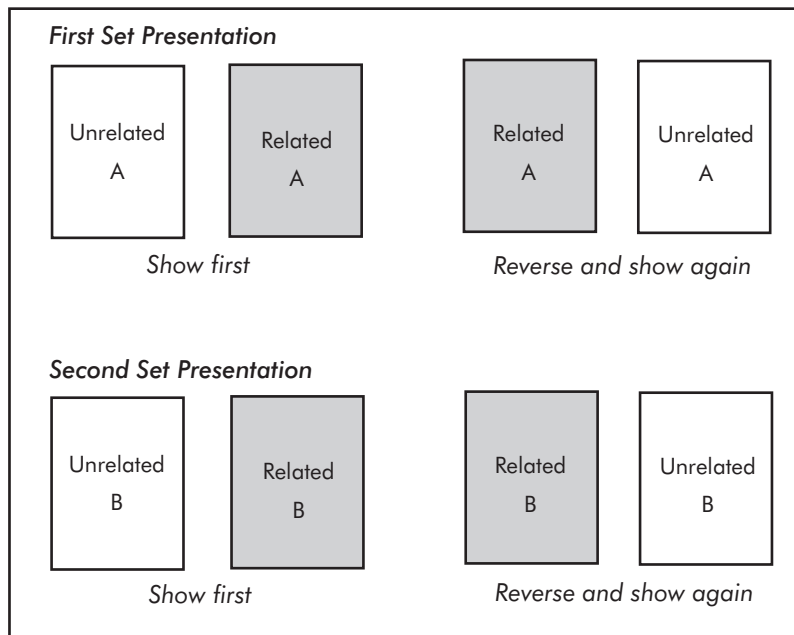 First Set Presentation
Unrelated
A
Related
A
Related
A
Unrelated
A
Show first
Reverse and show again
Second Set Presentation
Unrelated
B
Related
B
Related
B
Unrelated
B
Show first
Reverse and show again